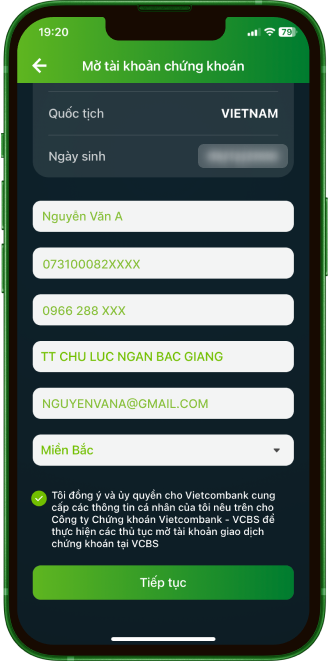 19:20
79
Mở tài khoản chứng khoán
Quốc tịch VIETNAM
Ngày sinh
Nguyễn Văn A
073100082XXXX
0966 288 XXX
TT CHU LUC NGAN BAC GIANG
NGUYENVANA@GMAIL.COM
Miền Bắc
Tôi đồng ý và ủy quyền cho Vietcombank cung
cấp các thông tin cá nhân của tôi nêu trên cho
Công ty Chứng khoán Vietcombank - VCBS để
thực hiện các thủ tục mở tài khoản giao dịch
chứng khoán tại VCBS
Tiếp tục